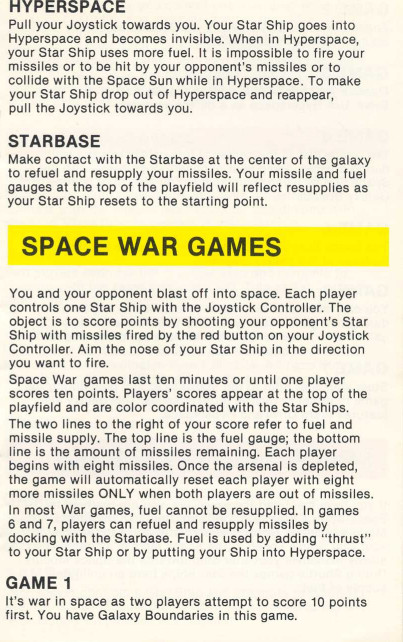 HYPERSPACE
Pull your Joystick towards you. Your Star Ship goes into
Hyperspace and becomes invisible. When in Hyperspace,
your Star Ship uses more fuel. It is impossible to fire your
missiles or to be hit by your opponent's missiles or to
collide with the Space Sun while in Hyperspace. To make
your Star Ship drop out of Hyperspace and reappear,
pull the Joystick towards you.
STARBASE
Make contact with the Starbase at the center of the galaxy
to refuel and resupply your missiles. Your missile and fuel
gauges at the top of the playfield will reflect resupplies as
your Star Ship resets to the starting point.
SPACE WAR GAMES
You and your opponent blast off into space. Each player
controls one Star Ship with the Joystick Controller. The
object is to score points by shooting your opponent's Star
Ship with missiles fired by the red button on your Joystick
Controller. Aim the nose of your Star Ship in the direction
you want to fire.
Space War games last ten minutes or until one player
scores ten points. Players' scores appear at the top of the
playfield and are color coordinated with the Star Ships.
The two lines to the right of your score refer to fuel and
missile supply. The top line is the fuel gauge; the bottom
line is the amount of missiles remaining. Each player
begins with eight missiles. Once the arsenal is depleted,
the game will automatically reset each player with eight
more missiles ONLY when both players are out of missiles.
In most War games, fuel cannot be resupplied. In games
6 and 7, players can refuel and resupply missiles by
docking with the Starbase. Fuel is used by adding "thrust"
to your Star Ship or by putting your Ship into Hyperspace.
GAME 1
It's war in space as two players attempt to score 10 points
first. You have Galaxy Boundaries in this game.